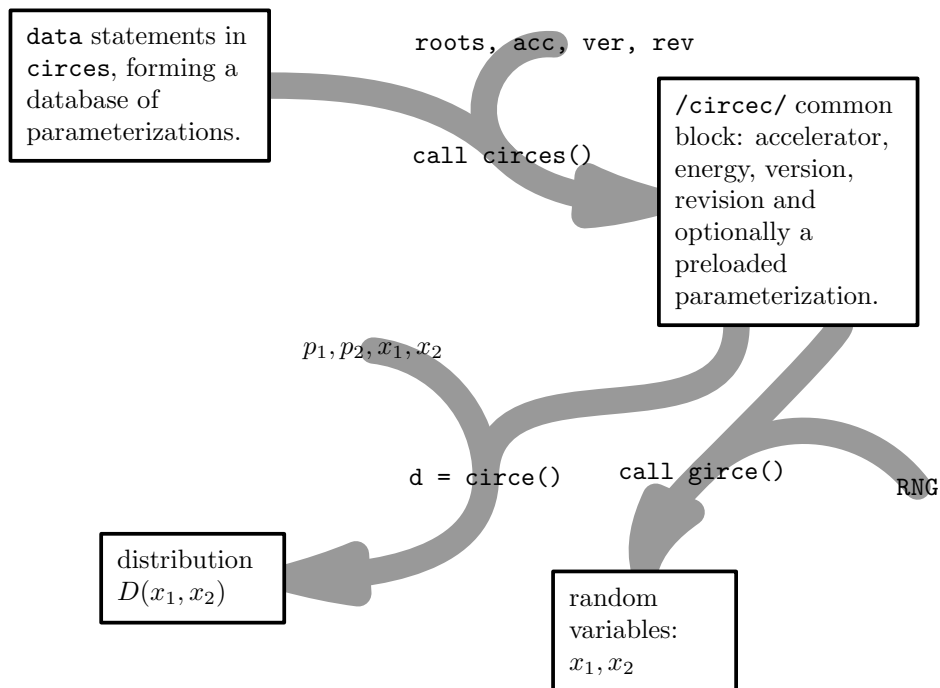 data statements in
circes, forming a
database of
parameterizations.
roots, acc, ver, rev
call circes()
/circec/ common
block: accelerator,
energy, version,
revision and
optionally a
preloaded
parameterization.
p₁, p₂, x₁, x₂
d = circe()
call girce()
RNG
distribution
D(x₁, x₂)
random
variables:
x₁, x₂